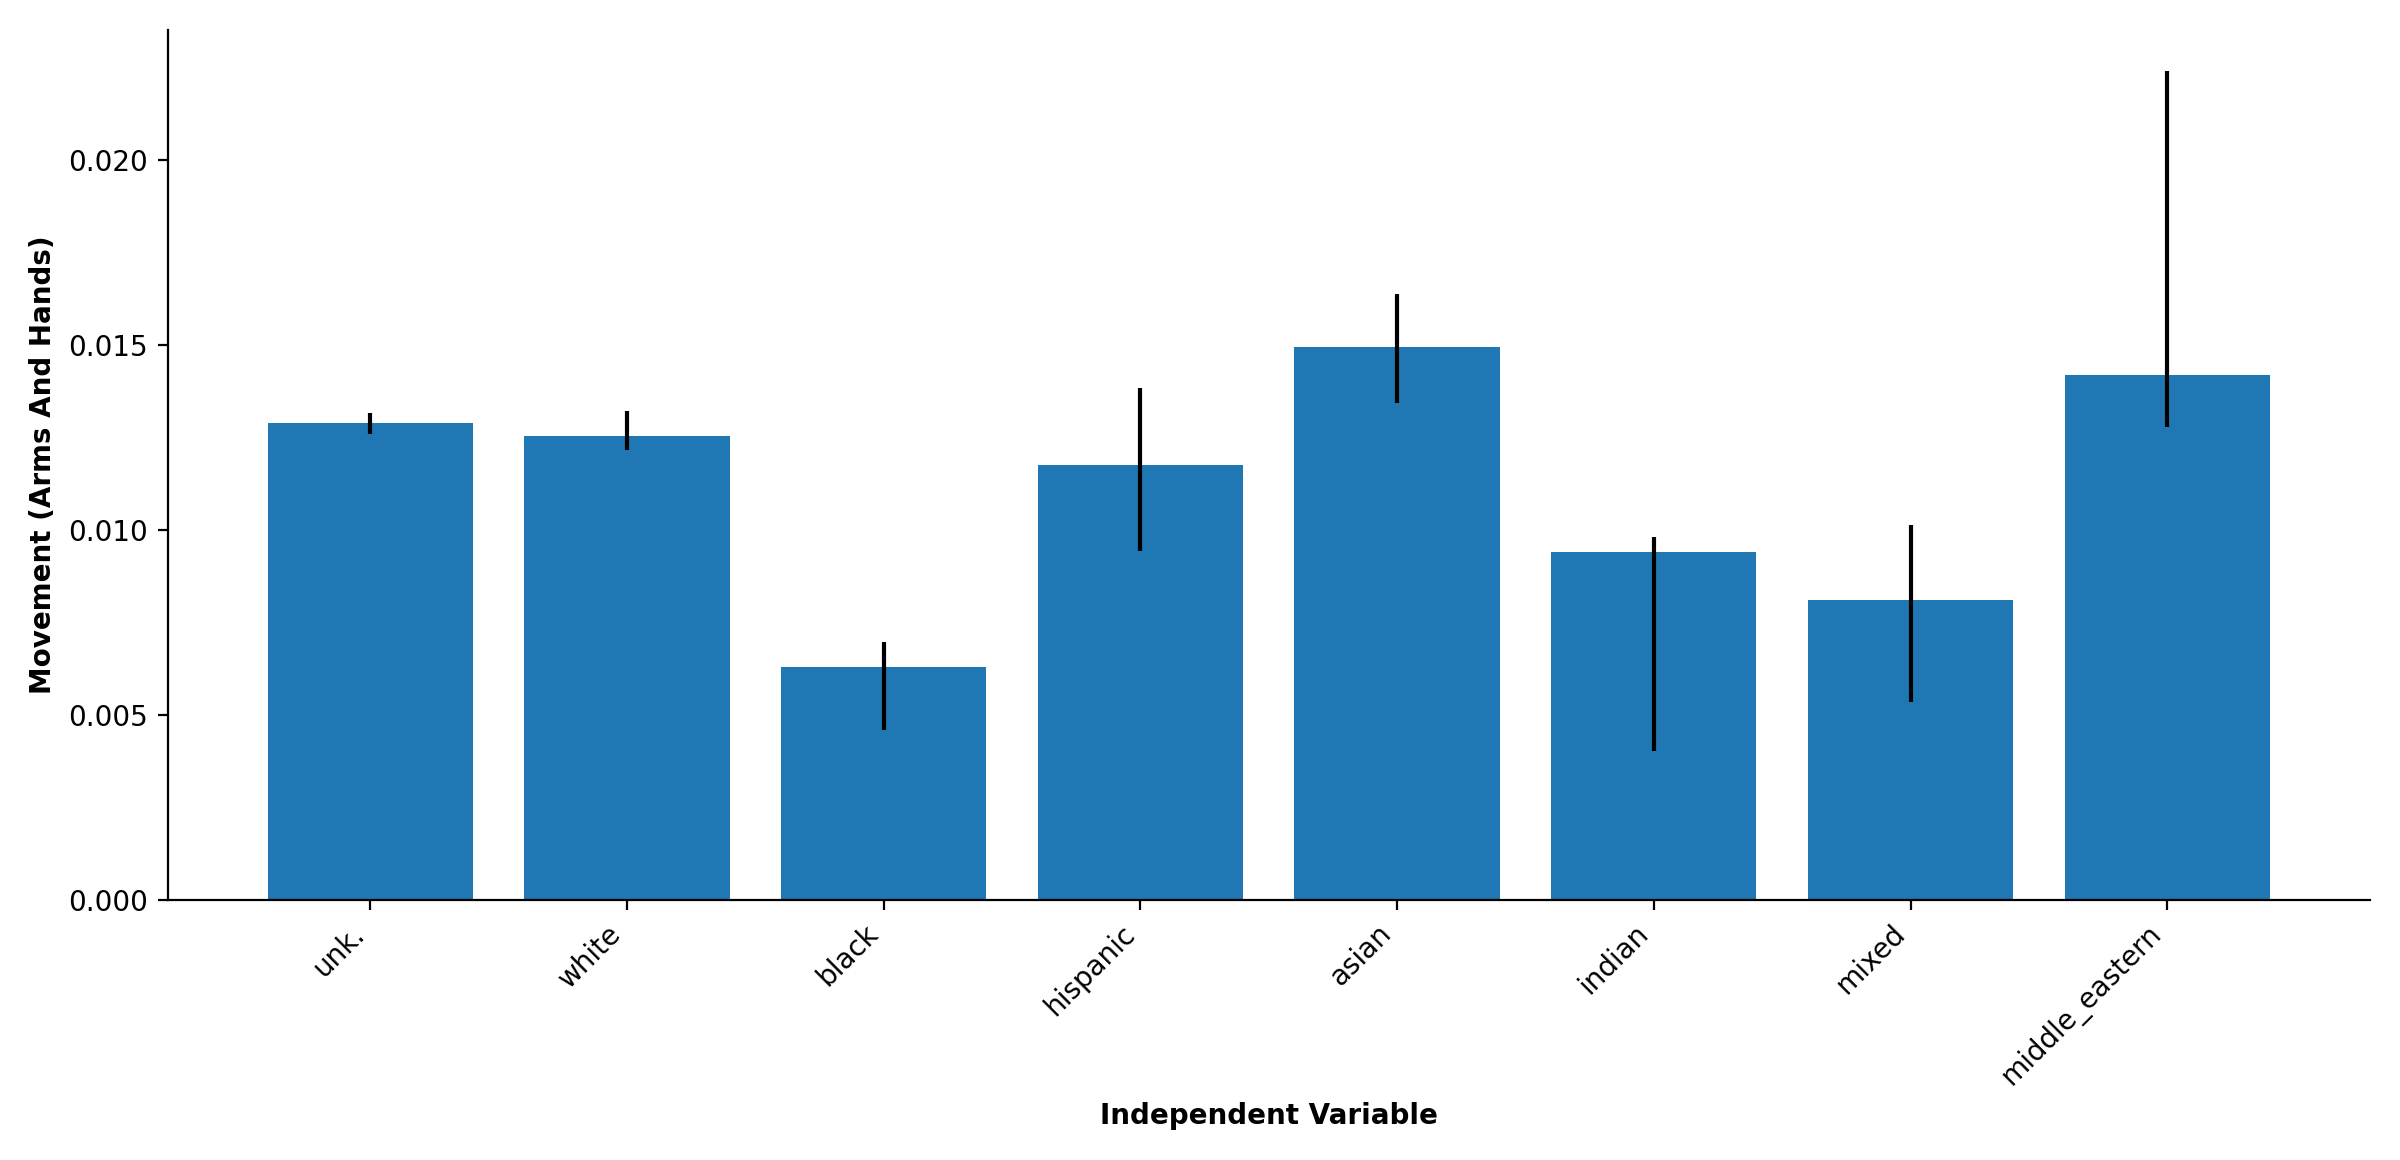 Movement (Arms And Hands)
0.020
0.015
0.010
0.005
0.000
unk.
white
black
hispanic
asian
indian
mixed
middle_eastern
Independent Variable